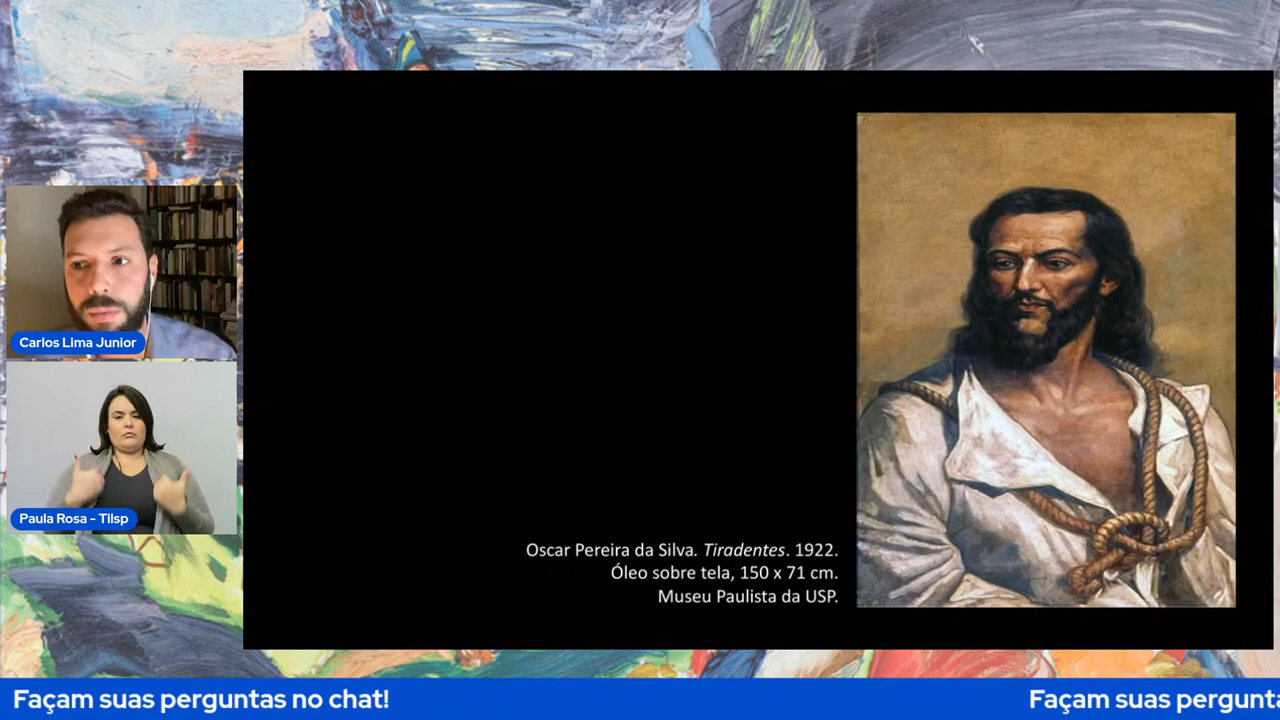 Carlos Lima Junior
Paula Rosa - Tilsp
Oscar Pereira da Silva. Tiradentes. 1922.
Óleo sobre tela, 150 x 71 cm.
Museu Paulista da USP.
Façam suas perguntas no chat!
Façam suas pergunta